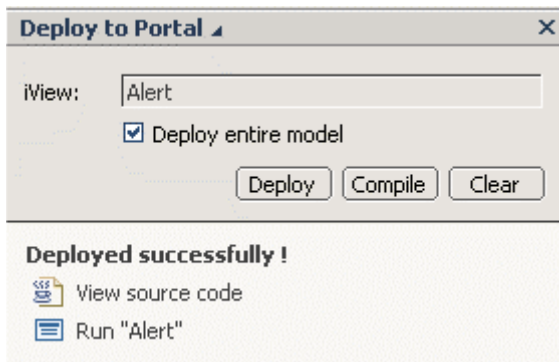 Deploy to Portal
iView: Alert
Deploy entire model
Deploy Compile Clear
Deployed successfully !
View source code
Run "Alert"